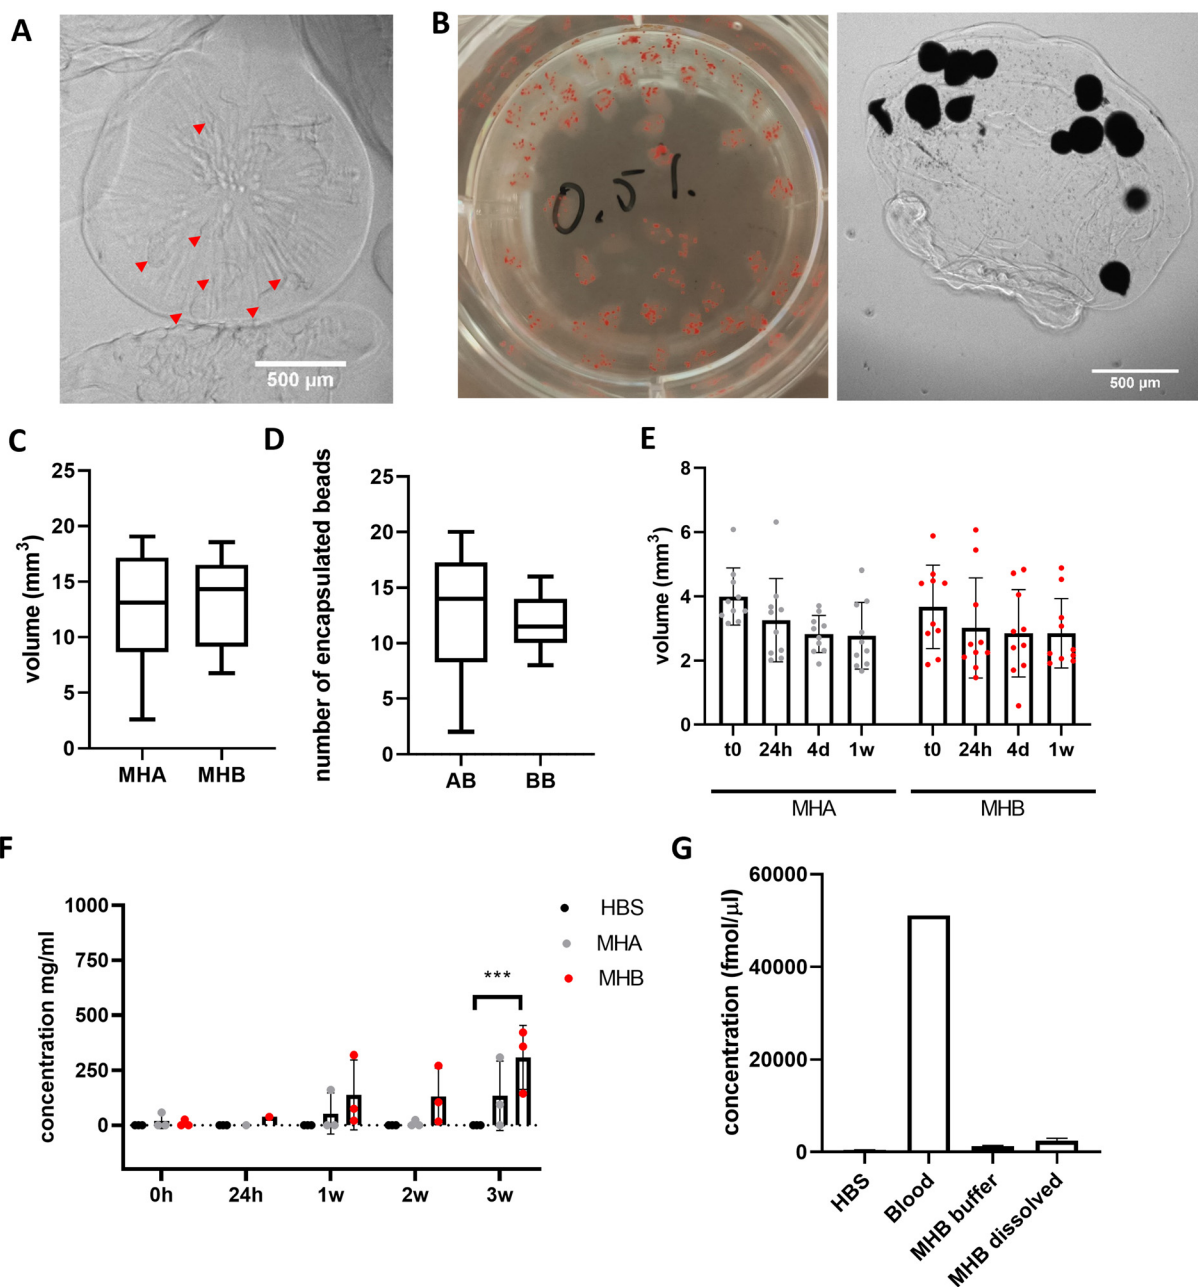 A
500 µm
B
0.5%
500 µm
C
volume (mm³)
25
20
15
10
5
0
MHA
MHB
D
number of encapsulated beads
25
20
15
10
5
0
AB
BB
E
volume (mm³)
8
6
4
2
0
t0
24h
4d
1w
t0
24h
4d
1w
MHA
MHB
F
concentration mg/ml
1000
750
500
250
0
***
HBS
MHA
MHB
0h
24h
1w
2w
3w
G
concentration (fmol/µl)
60000
40000
20000
0
HBS
Blood
MHB buffer
MHB dissolved